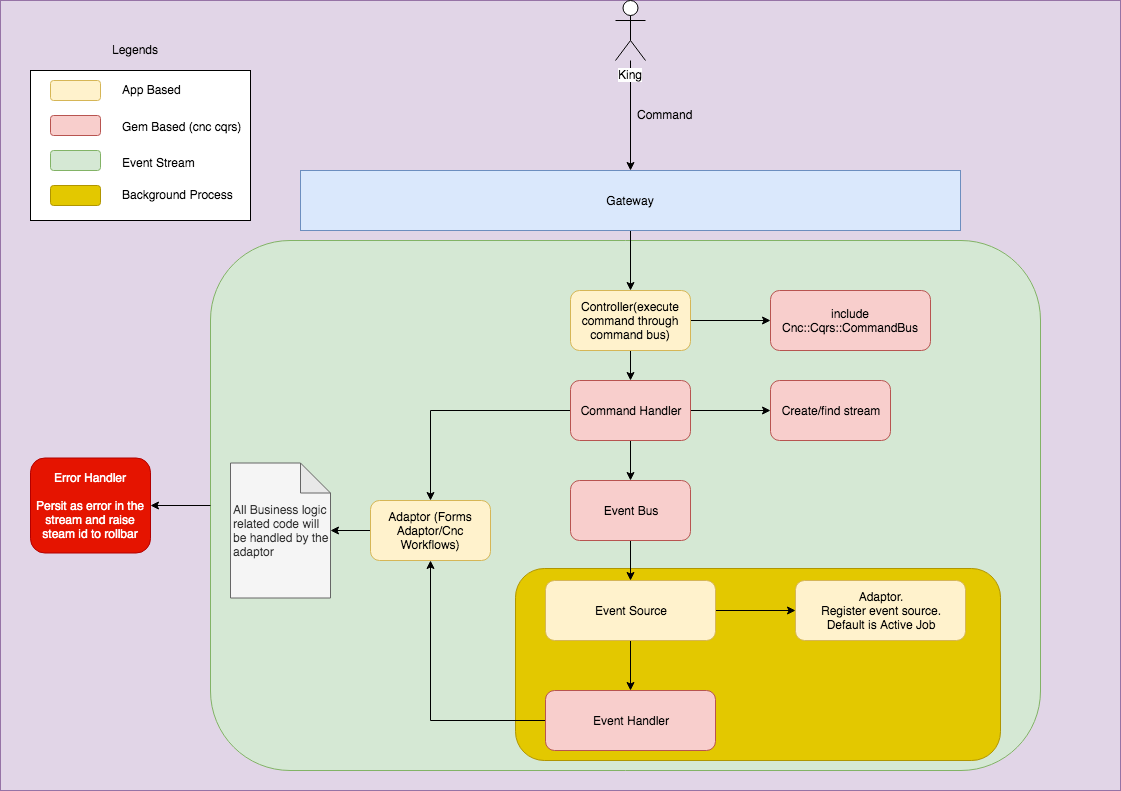 Legends
App Based
Gem Based (cnc cqrs)
Event Stream
Background Process
King
Command
Gateway
Controller(execute
command through
command bus)
include
Cnc::Cqrs::CommandBus
Command Handler
Create/find stream
Error Handler
Persit as error in the
stream and raise
steam id to rollbar
All Business logic
related code will
be handled by the
adaptor
Adaptor (Forms
Adaptor/Cnc
Workflows)
Event Bus
Event Source
Adaptor.
Register event source.
Default is Active Job
Event Handler